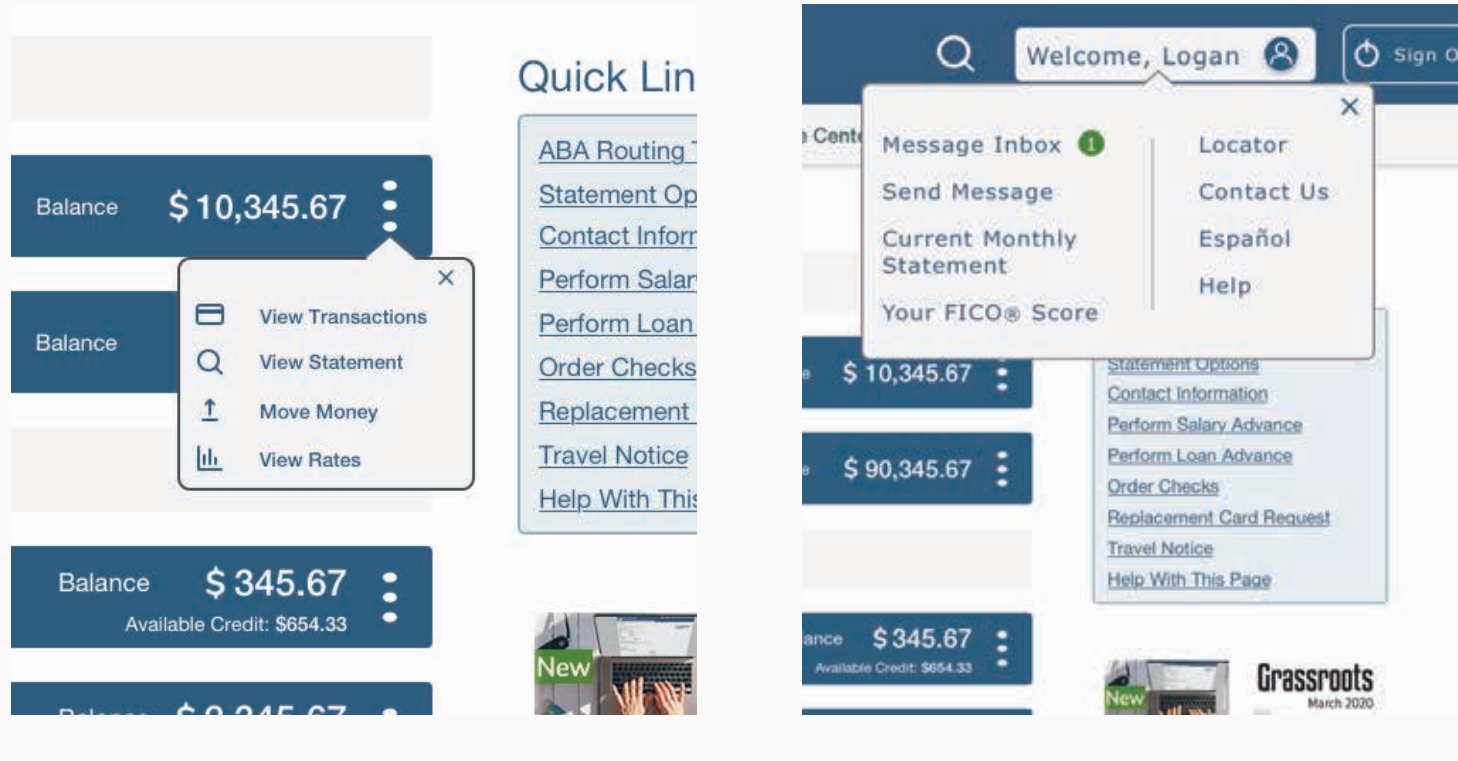 Quick Lin
ABA Routing
Statement Op
Contact Infor
Perform Salar
Perform Loan
Order Checks
Replacement
Travel Notice
Help With This
Balance $ 10,345.67
Balance
View Transactions
View Statement
Move Money
View Rates
Balance $ 345.67
Available Credit: $654.33
New
Welcome, Logan
Sign O
Cente
Message Inbox 1
Send Message
Current Monthly
Statement
Your FICO® Score
Locator
Contact Us
Español
Help
$ 10,345.67
$ 90,345.67
ance $ 345.67
Available Credit: $654.33
Statement Options
Contact Information
Perform Salary Advance
Perform Loan Advance
Order Checks
Replacement Card Request
Travel Notice
Help With This Page
New
Grassroots
March 2020